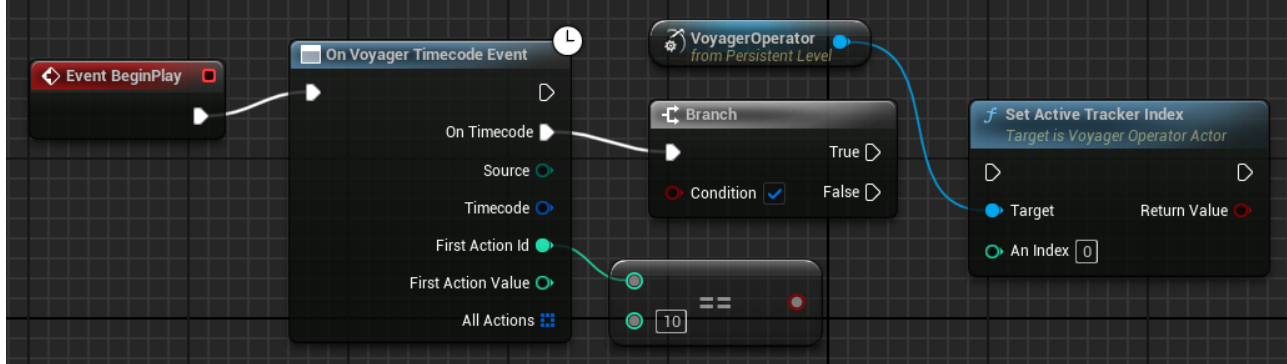 Event BeginPlay
On Voyager Timecode Event
On Timecode
Source
Timecode
First Action Id
First Action Value
All Actions
VoyagerOperator
from Persistent Level
Branch
True
Condition
False
==
10
f Set Active Tracker Index
Target is Voyager Operator Actor
Target
Return Value
An Index 0